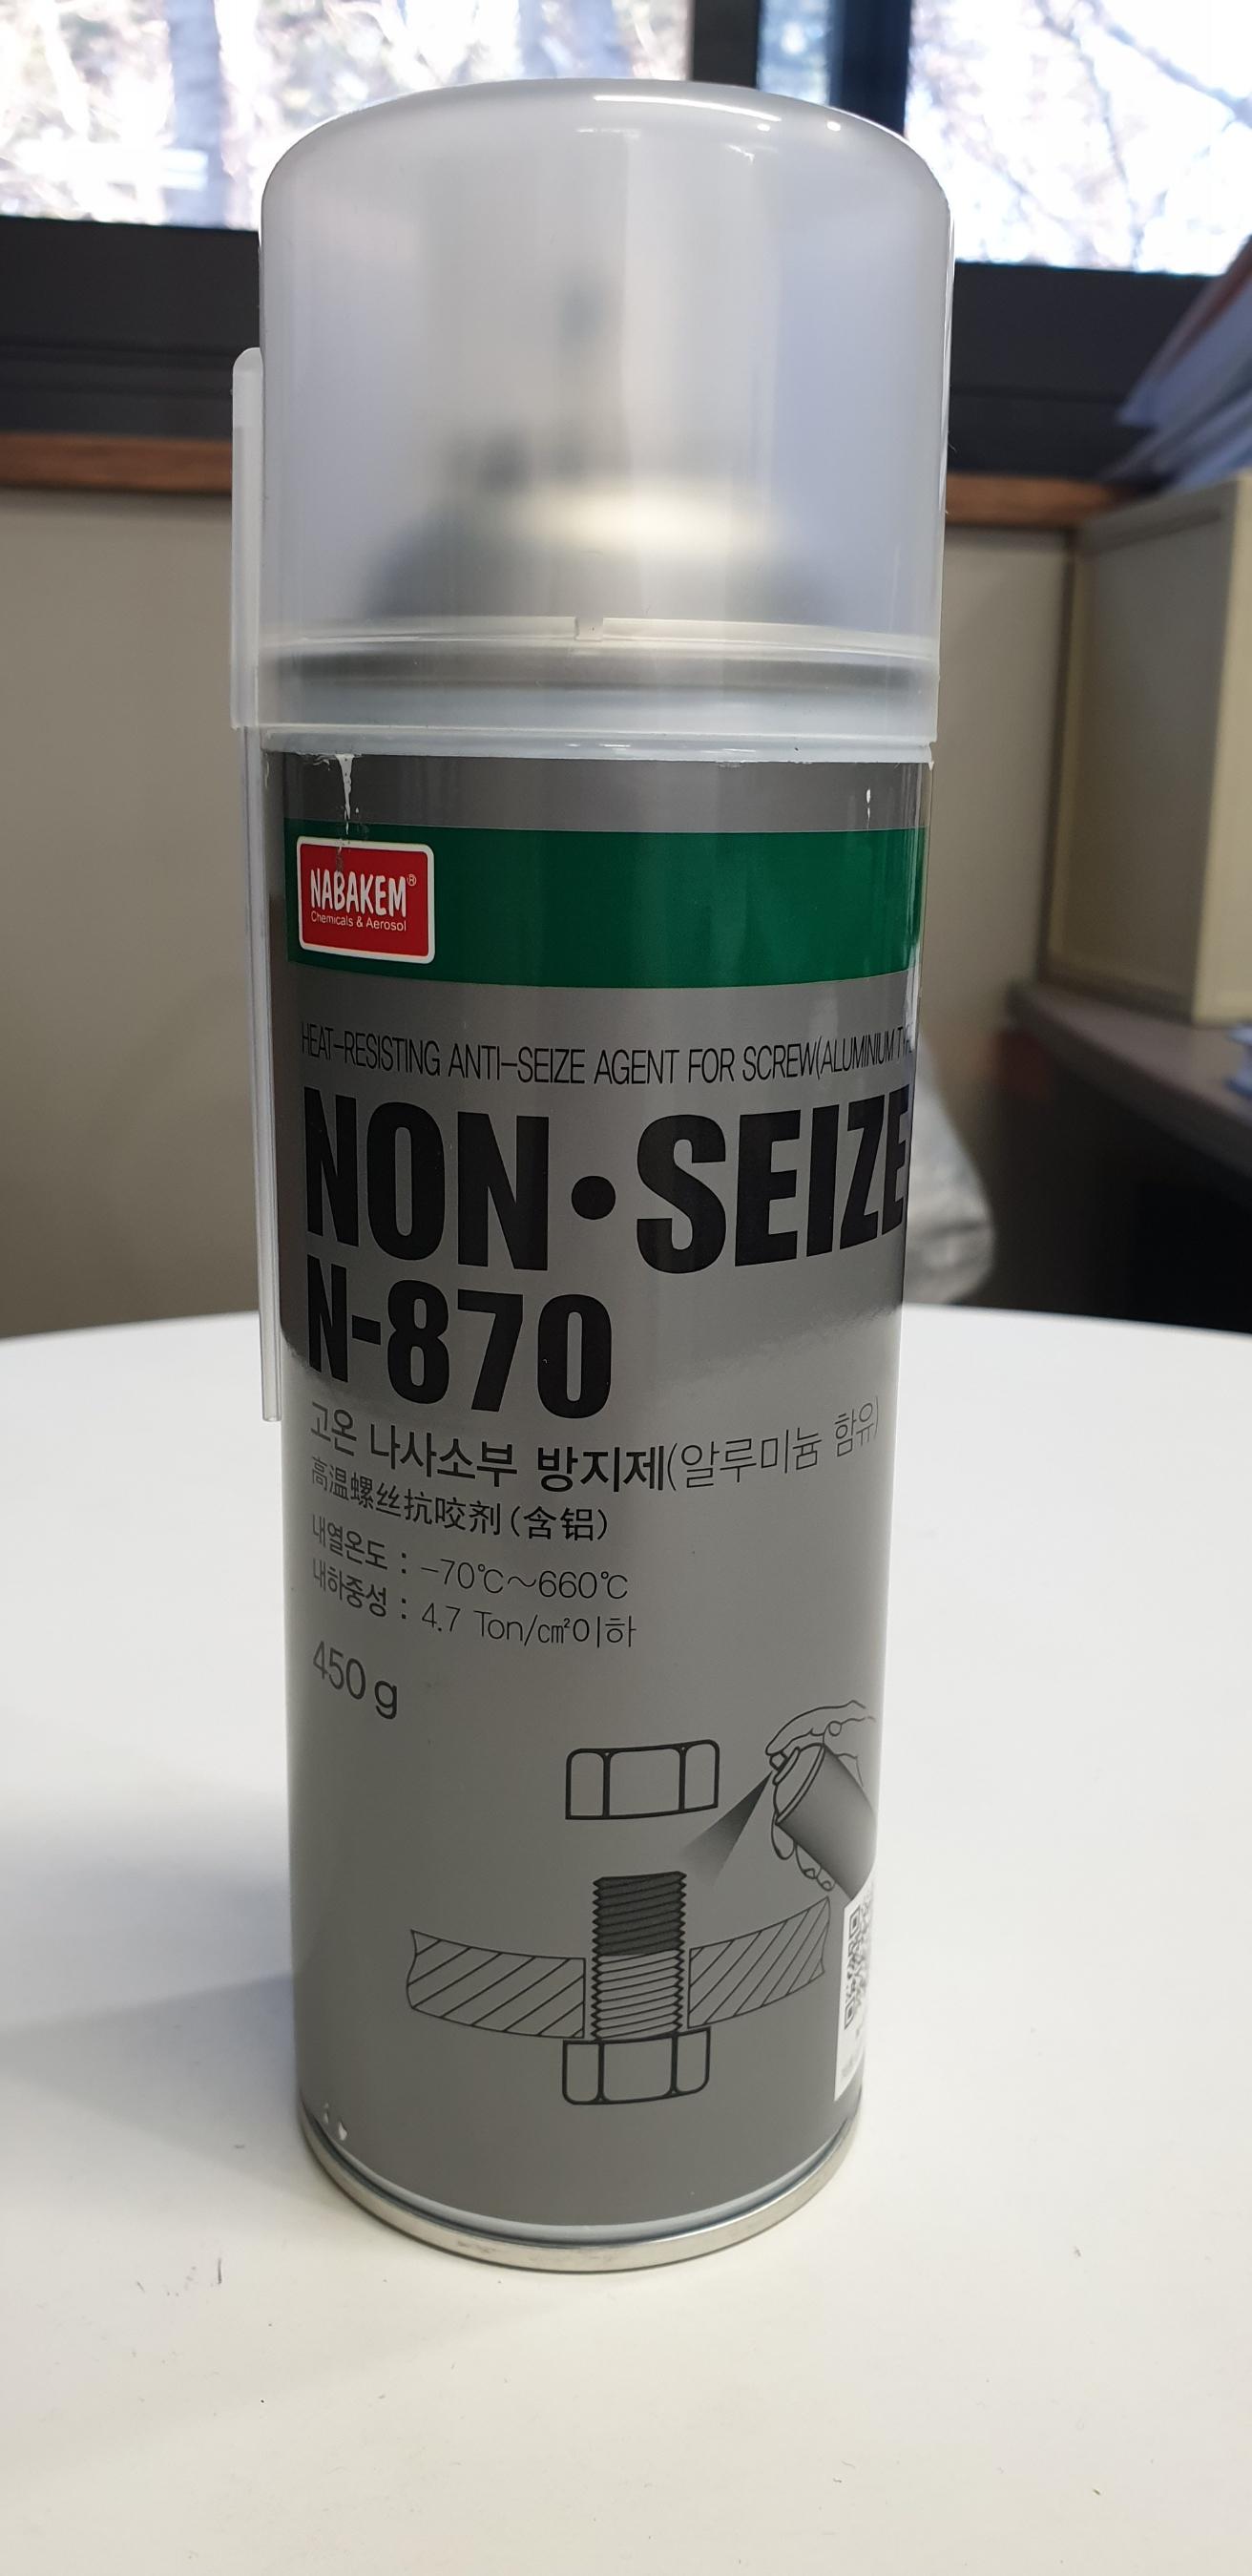 NABAKEM®
Chemicals & Aerosol
HEAT-RESISTING ANTI-SEIZE AGENT FOR SCREW(ALUMINIUM
NON•SEIZE
N-870
고온 나사소부 방지제(알루미늄 함유)
高温螺丝抗咬剂(含铝)
내열온도 : -70℃~660℃
내하중성 : 4.7 Ton/㎠이하
450g